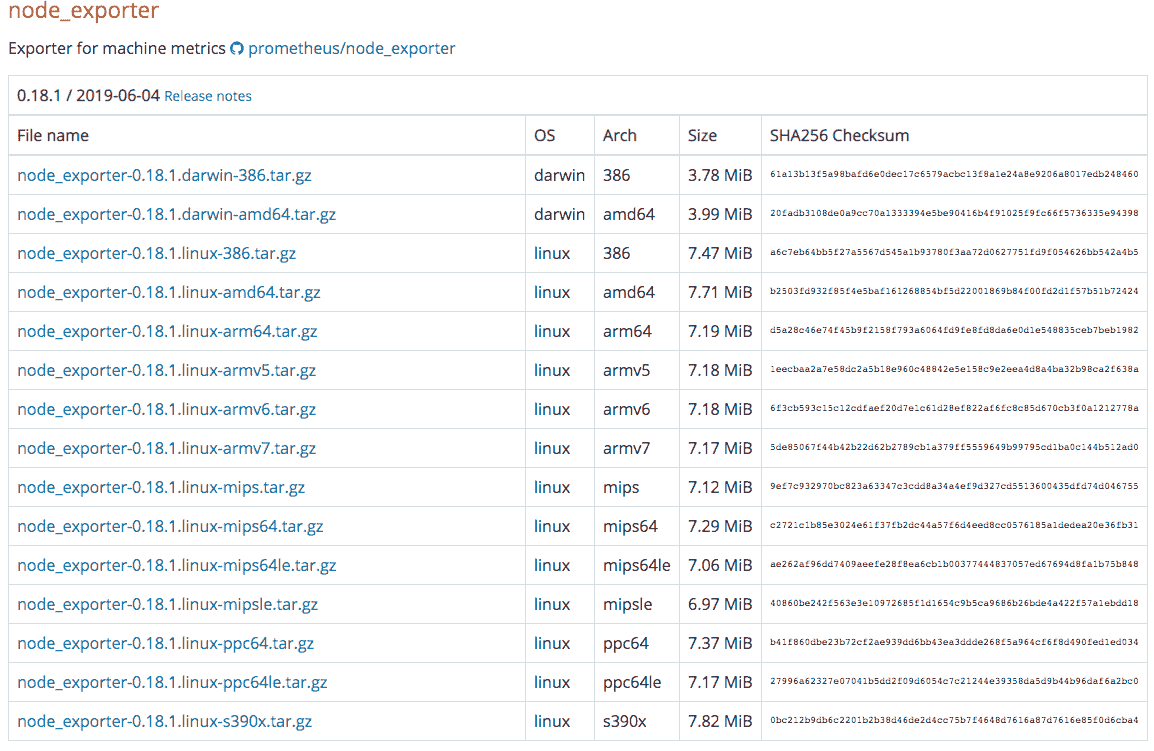 node_exporter
Exporter for machine metrics prometheus/node_exporter
0.18.1 / 2019-06-04 Release notes
File name OS Arch Size SHA256 Checksum
node_exporter-0.18.1.darwin-386.tar.gz darwin 386 3.78 MiB 61a13b13f5a98bafd6e0dec17c6579acbc13f8a1e24a8e9206a8017edb248460
node_exporter-0.18.1.darwin-amd64.tar.gz darwin amd64 3.99 MiB 20fadb3108de0a9cc70a1333394e5be90416b4f91025f9fc66f5736335e94398
node_exporter-0.18.1.linux-386.tar.gz linux 386 7.47 MiB a6c7eb64bb5f27a5567d545a1b93780f3aa72d0627751fd9f054626bb542a4b5
node_exporter-0.18.1.linux-amd64.tar.gz linux amd64 7.71 MiB b2503fd932f85f4e5baf161268854bf5d22001869b84f00fd2d1f57b51b72424
node_exporter-0.18.1.linux-arm64.tar.gz linux arm64 7.19 MiB d5a28c46e74f45b9f2158f793a6064fd9fe8fd8da6e0d1e548835ceb7beb1982
node_exporter-0.18.1.linux-armv5.tar.gz linux armv5 7.18 MiB 1eecbaa2a7e58dc2a5b18e960c48842e5e158c9e2eea4d8a4ba32b98ca2f638a
node_exporter-0.18.1.linux-armv6.tar.gz linux armv6 7.18 MiB 6f3cb593c15c12cdfaef20d7e1c61d28ef822af6fc8c85d670cb3f0a1212778a
node_exporter-0.18.1.linux-armv7.tar.gz linux armv7 7.17 MiB 5de85067f44b42b22d62b2789cb1a379ff5559649b99795cd1ba0c144b512ad0
node_exporter-0.18.1.linux-mips.tar.gz linux mips 7.12 MiB 9ef7c932970bc823a63347c3cdd8a34a4ef9d327cd5513600435dfd74d046755
node_exporter-0.18.1.linux-mips64.tar.gz linux mips64 7.29 MiB c2721c1b85e3024e61f37fb2dc44a57f6d4eed8cc0576185a1dedea20e36fb31
node_exporter-0.18.1.linux-mips64le.tar.gz linux mips64le 7.06 MiB ae262af96dd7409aeefe28f8ea6cb1b00377444837057ed67694d8fa1b75b848
node_exporter-0.18.1.linux-mipsle.tar.gz linux mipsle 6.97 MiB 40860be242f563e3e10972685f1d1654c9b5ca9686b26bde4a422f57a1ebdd18
node_exporter-0.18.1.linux-ppc64.tar.gz linux ppc64 7.37 MiB b41f860dbe23b72cf2ae939dd6bb43ea3ddde268f5a964cf6f8d490fed1ed034
node_exporter-0.18.1.linux-ppc64le.tar.gz linux ppc64le 7.17 MiB 27996a62327e07041b5dd2f09d6054c7c21244e39358da5d9b44b96daf6a2bc0
node_exporter-0.18.1.linux-s390x.tar.gz linux s390x 7.82 MiB 0bc212b9db6c2201b2b38d46de2d4cc75b7f4648d7616a87d7616e85f0d6cba4